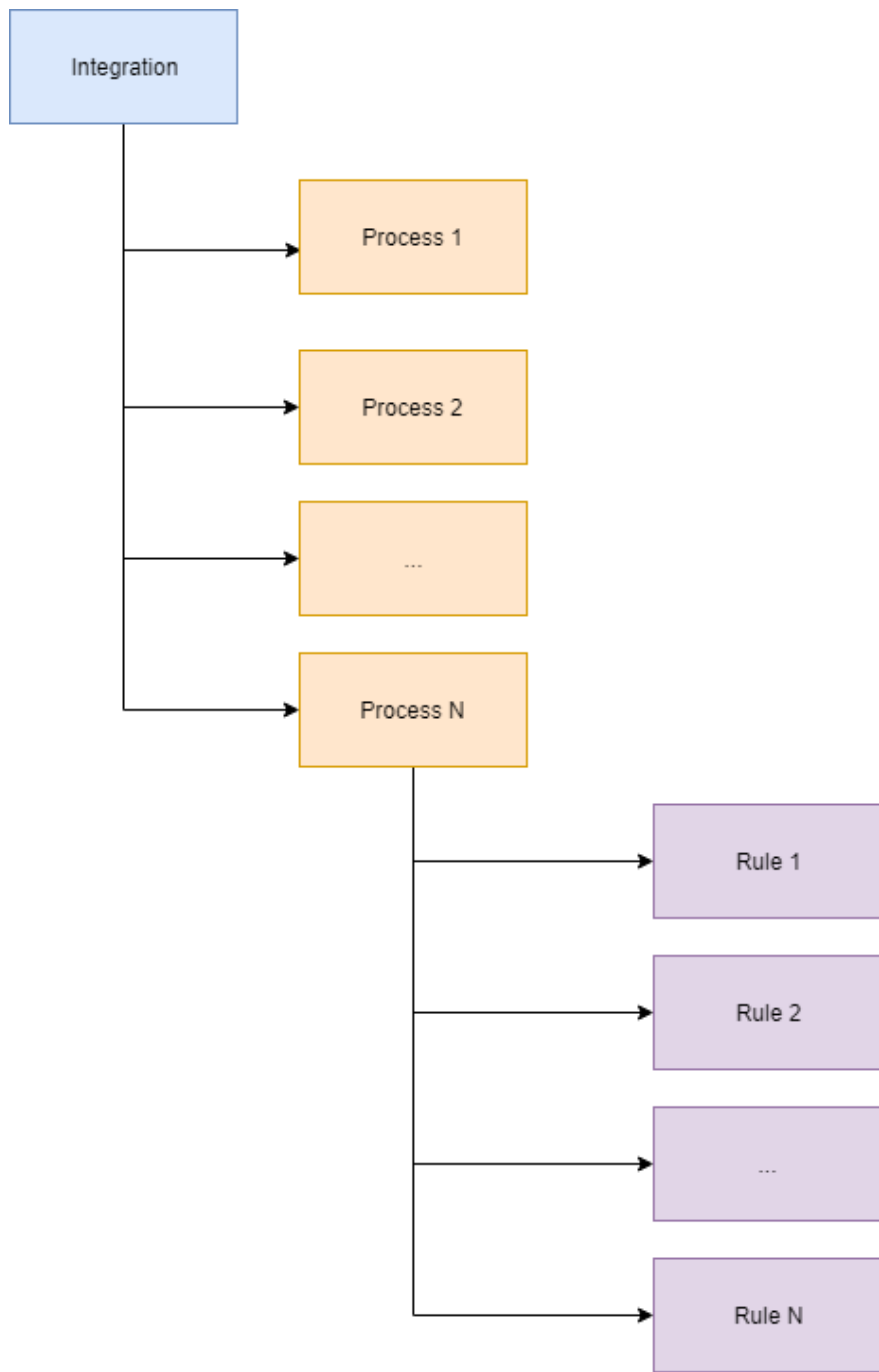 Integration
Process 1
Process 2
...
Process N
Rule 1
Rule 2
...
Rule N